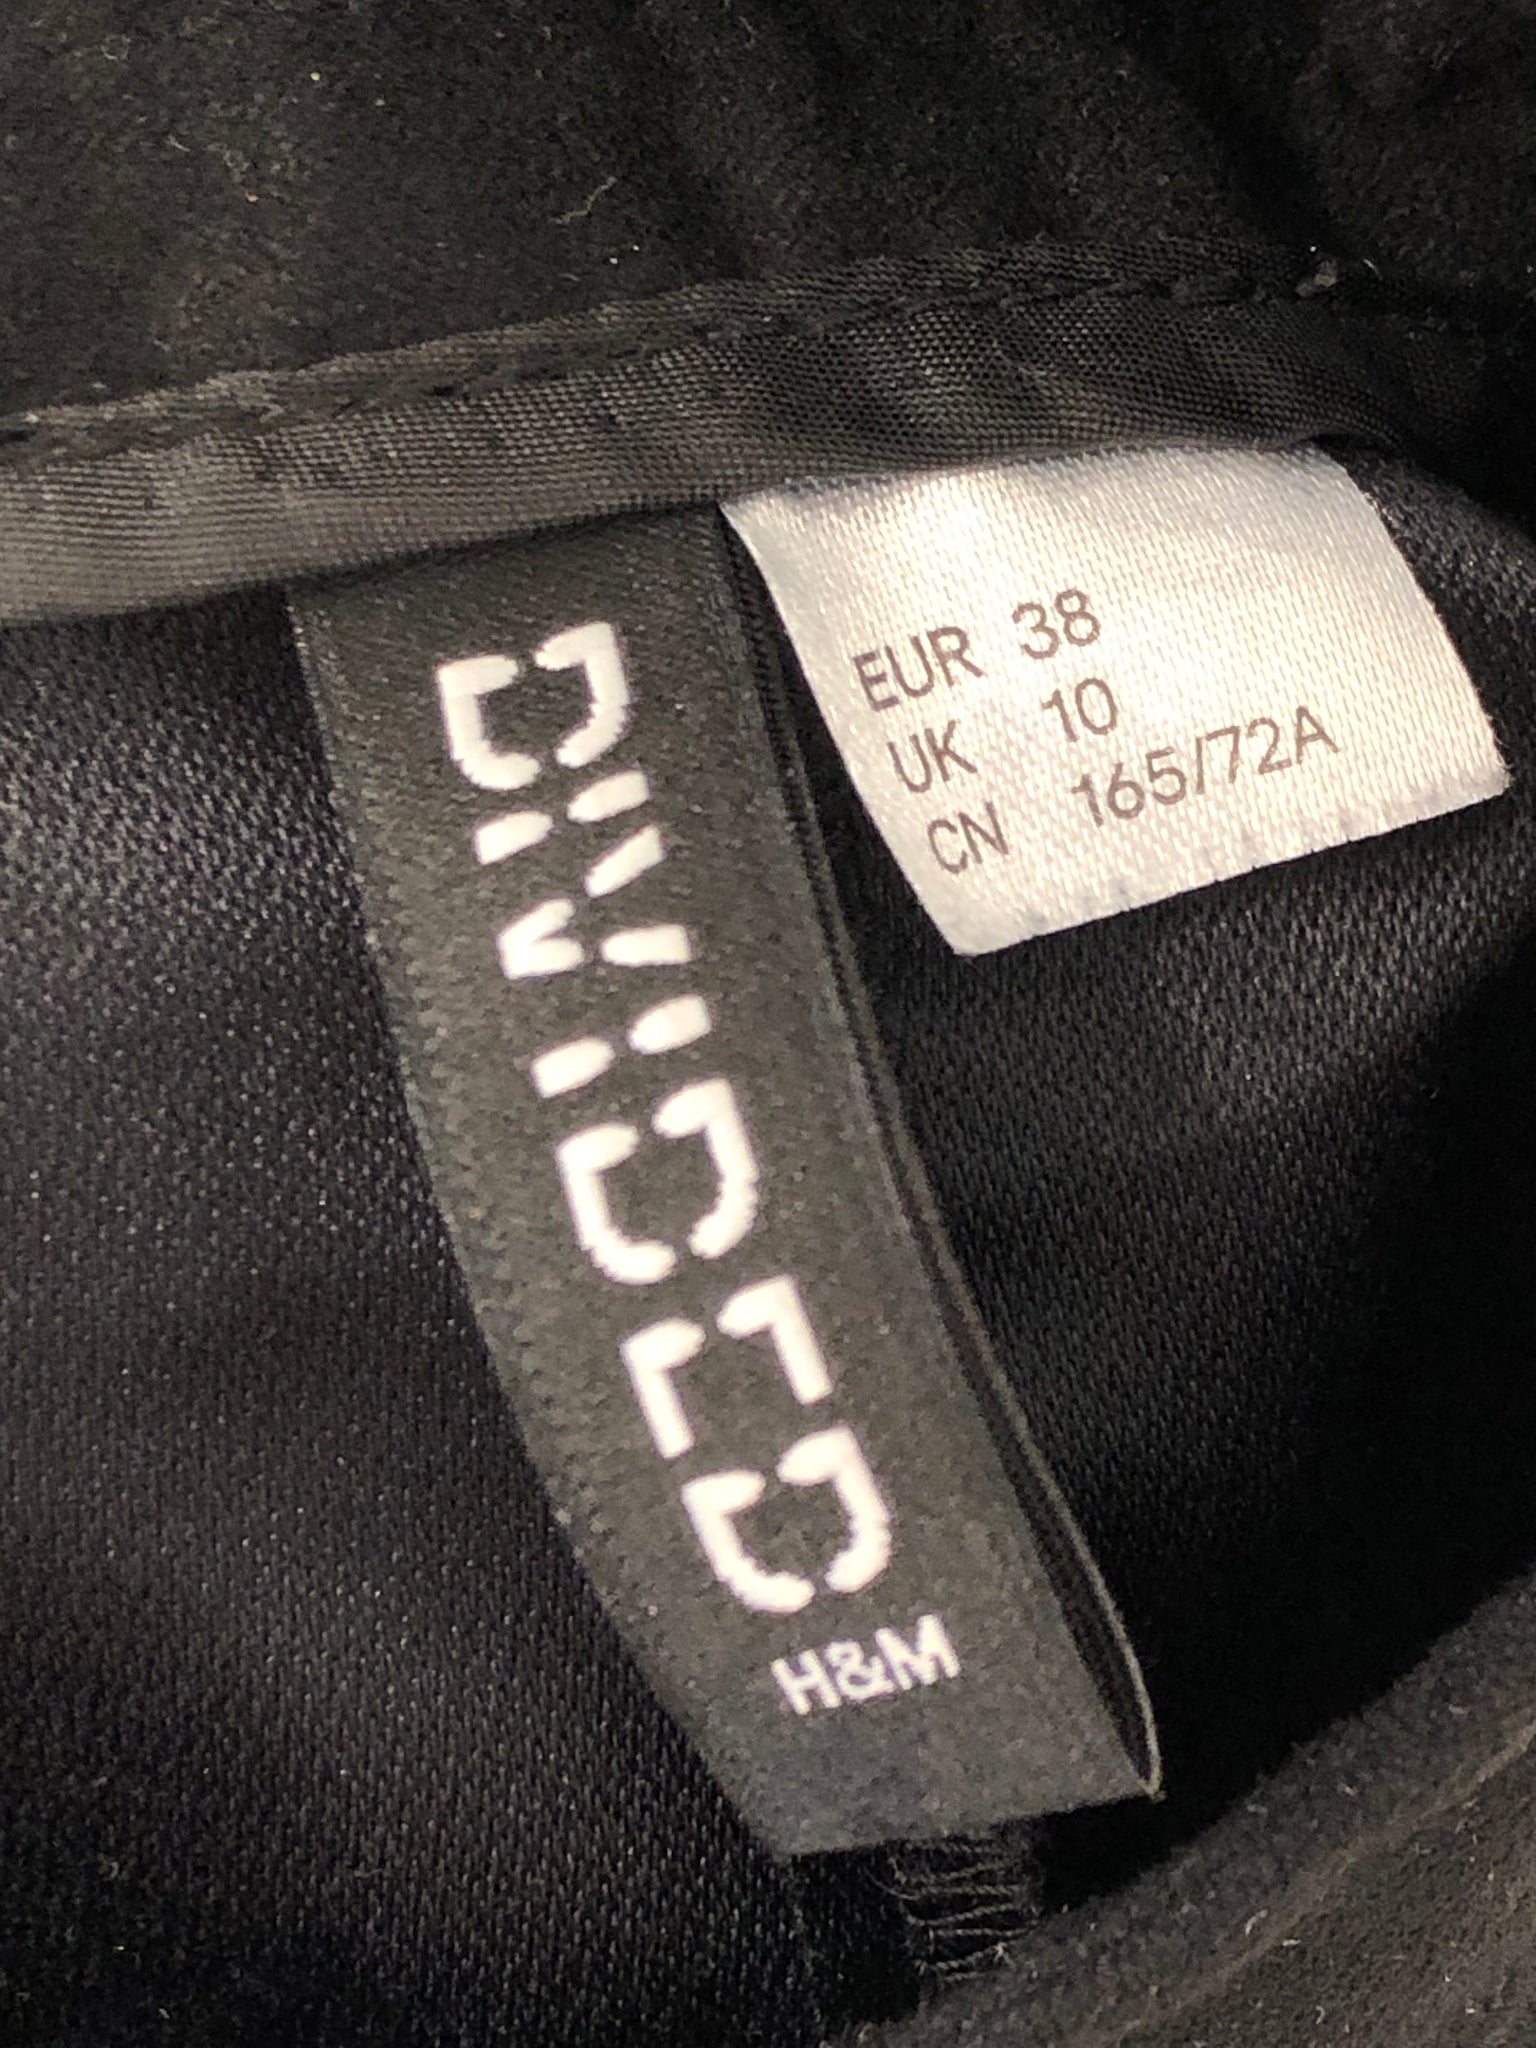 DIVIDED
H&M
EUR 38
UK 10
CN 165/72A